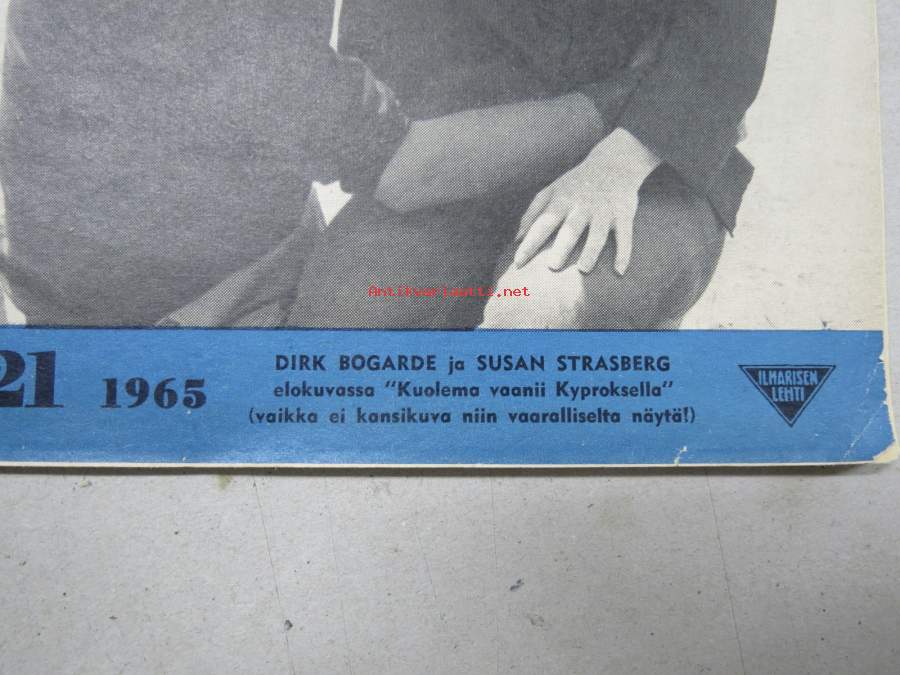 Antikvariaatti.net
21 1965
DIRK BOGARDE ja SUSAN STRASBERG
elokuvassa "Kuolema vaanii Kyproksella"
(vaikka ei kansikuva niin vaaralliselta näytä!)
ILMARISEN
LEHTI